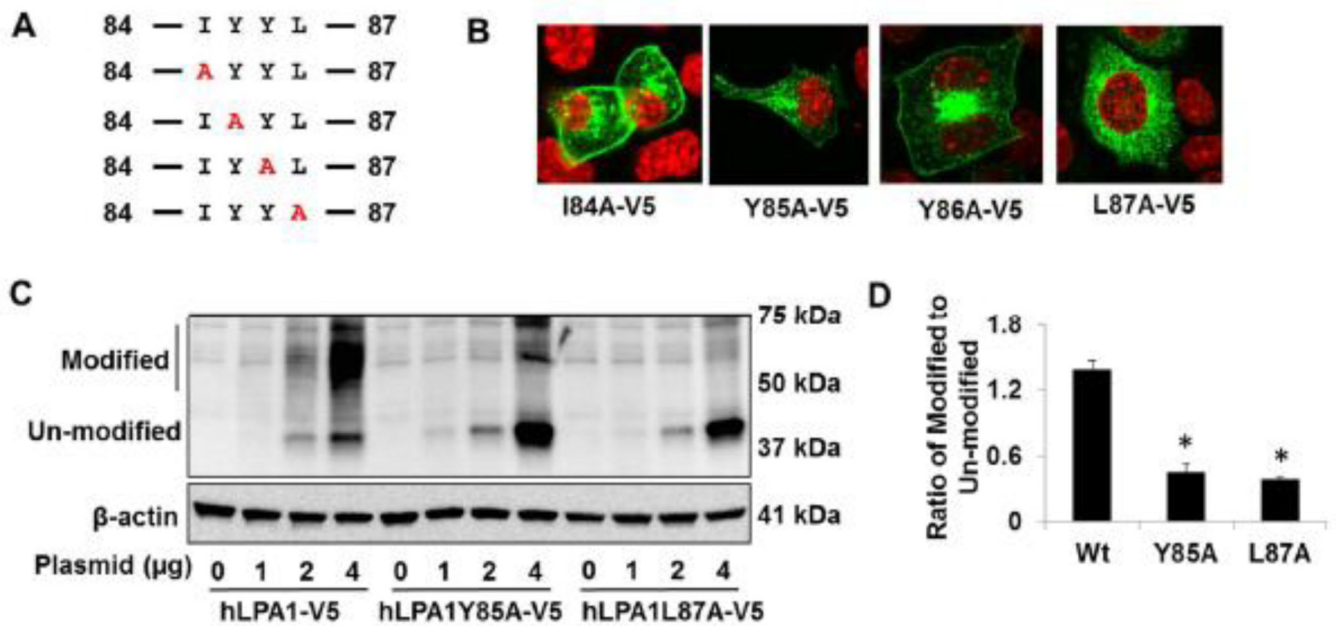 A
84 — I Y Y L — 87
84 — A Y Y L — 87
84 — I A Y L — 87
84 — I Y A L — 87
84 — I Y Y A — 87
B
I84A-V5 Y85A-V5 Y86A-V5 L87A-V5
C
Modified
Un-modified
β-actin
75 kDa
50 kDa
37 kDa
41 kDa
Plasmid (µg) 0 1 2 4 0 1 2 4 0 1 2 4
hLPA1-V5 hLPA1Y85A-V5 hLPA1L87A-V5
D
Ratio of Modified to
Un-modified
1.8
1.2
0.6
0
* *
Wt Y85A L87A